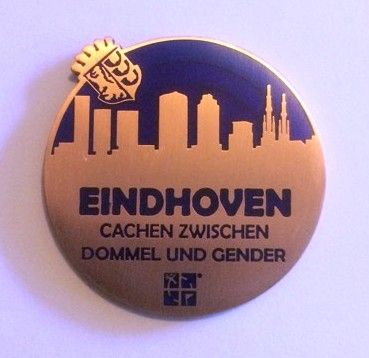 EINDHOVEN
CACHEN ZWISCHEN
DOMMEL UND GENDER